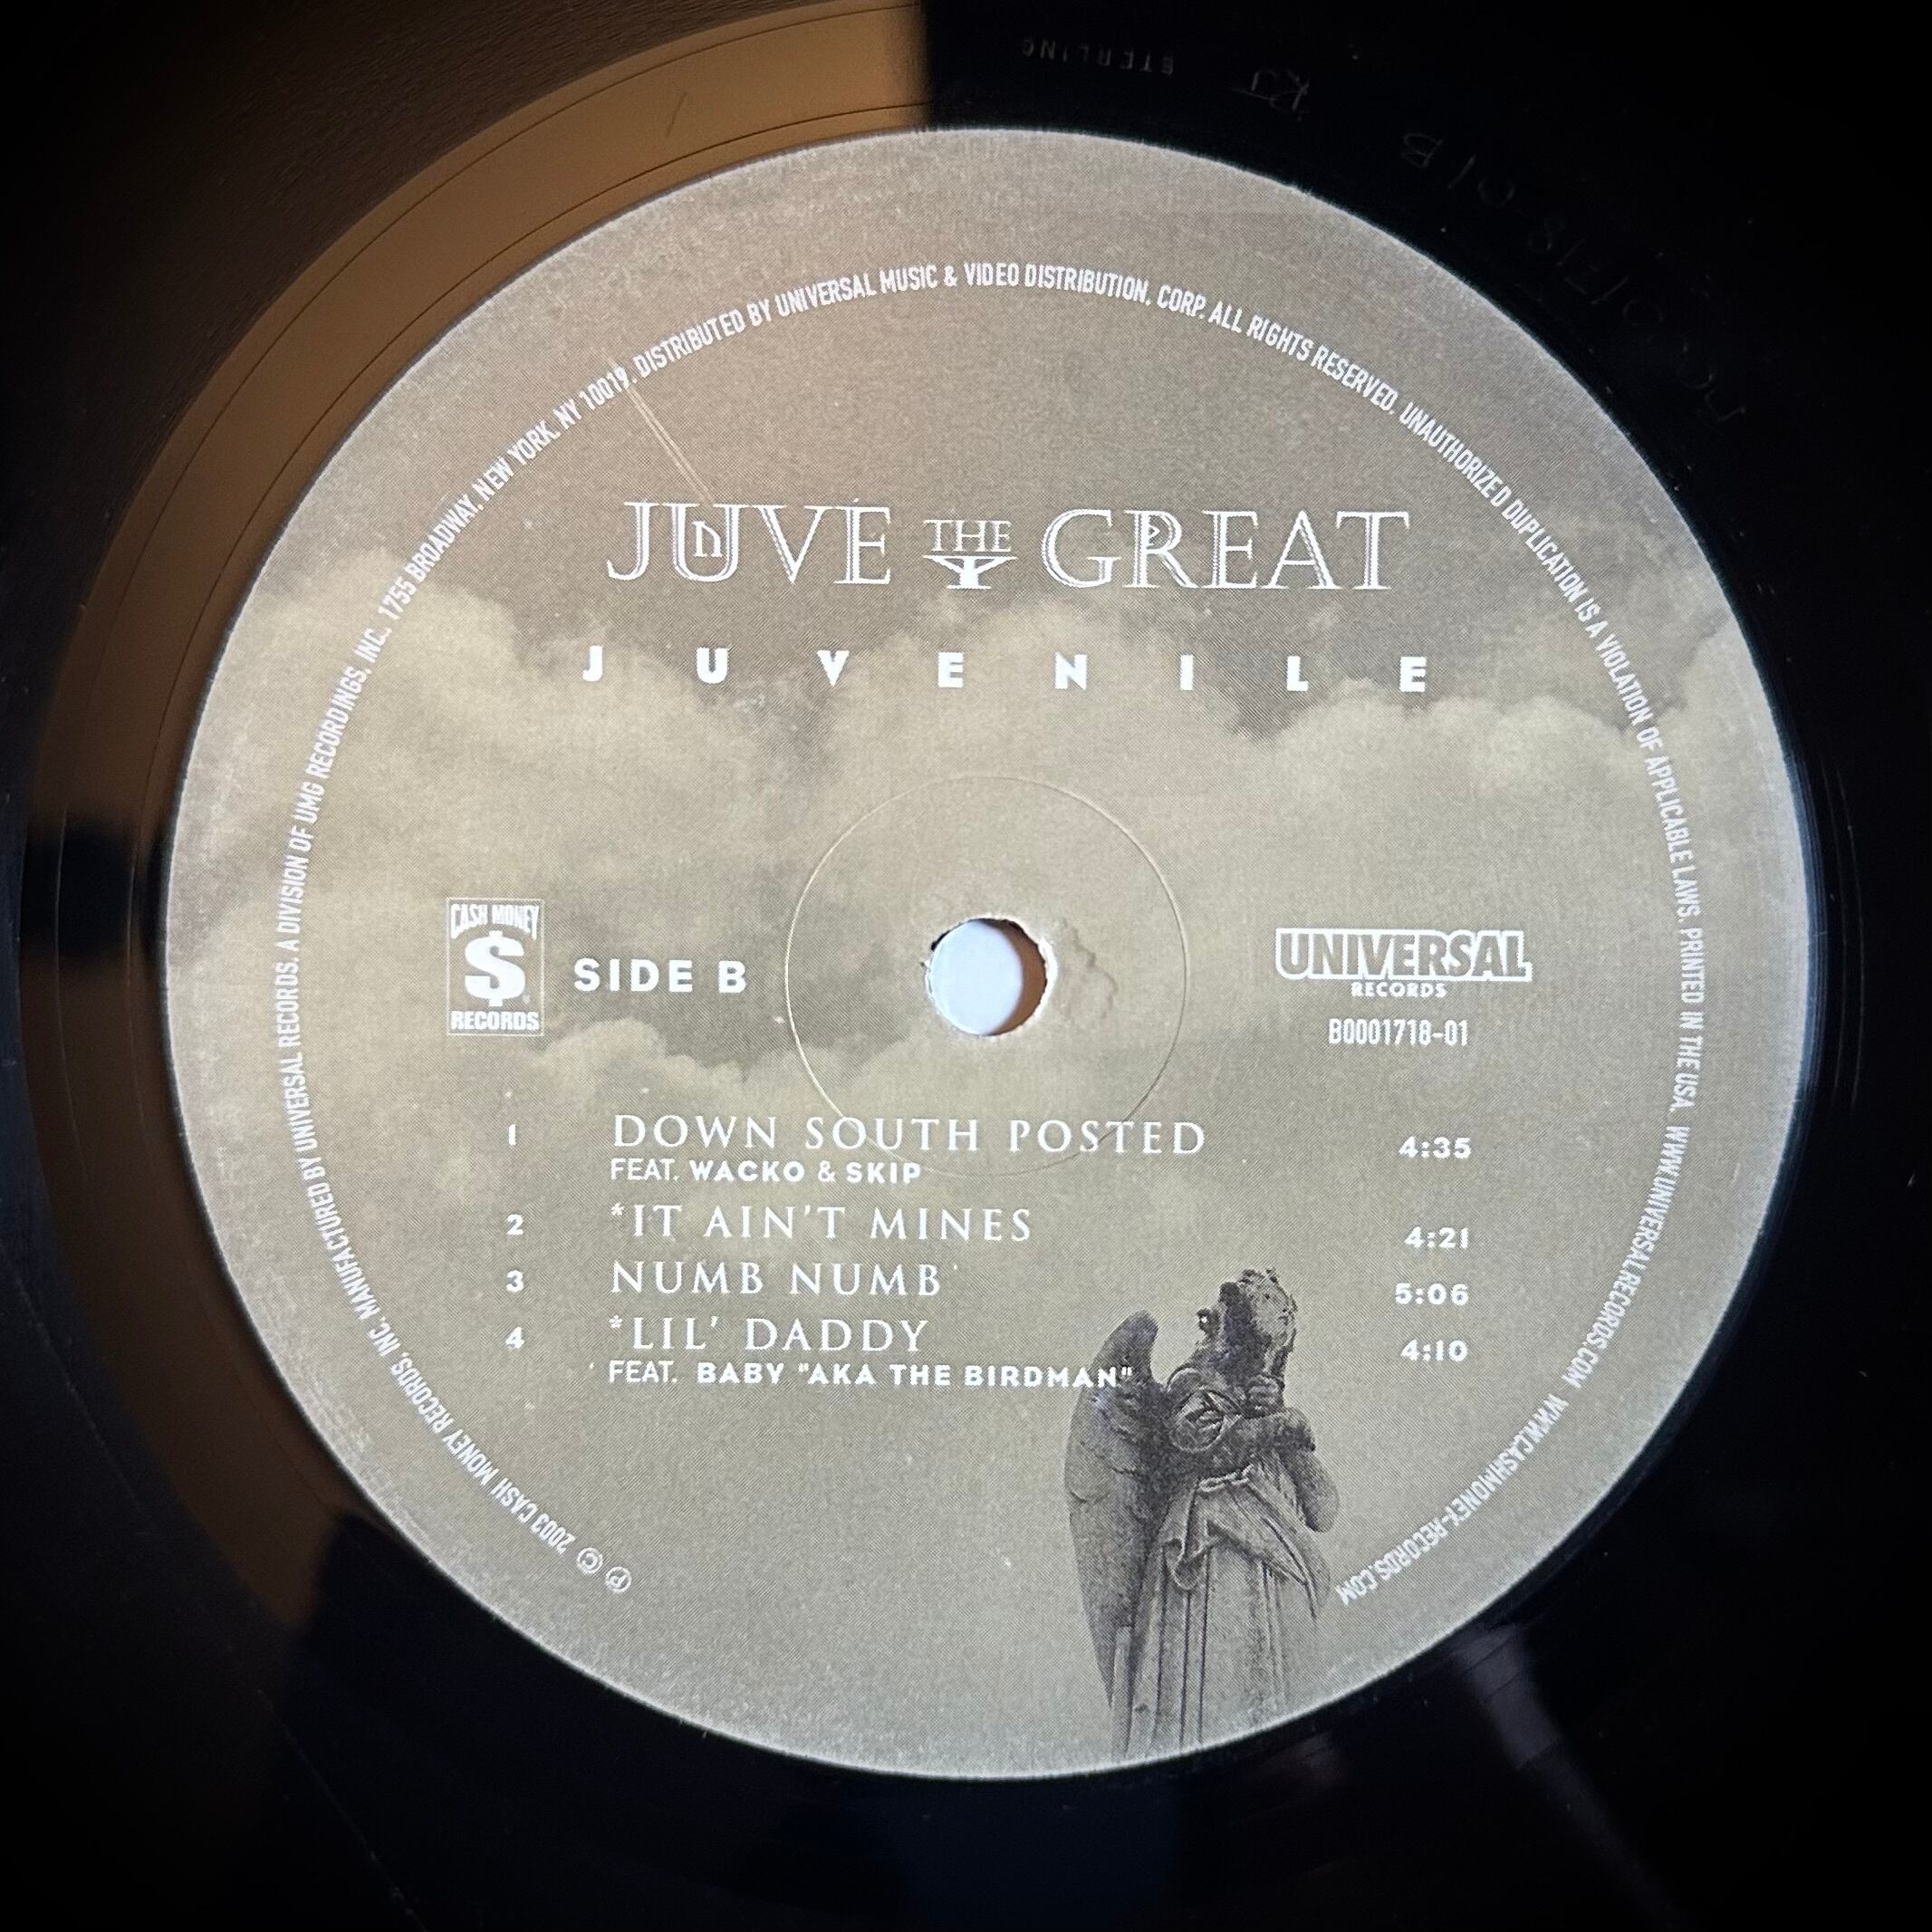 STERLING
RJ
JUVE THE GREAT
JUVENILE
CASH MONEY
$
RECORDS
SIDE B
UNIVERSAL
RECORDS
B0001718-01
1 DOWN SOUTH POSTED 4:35
FEAT. WACKO & SKIP
2 *IT AIN'T MINES 4:21
3 NUMB NUMB 5:06
4 *LIL' DADDY 4:10
FEAT. BABY "AKA THE BIRDMAN"
℗ © 2003 CASH MONEY RECORDS, INC. MANUFACTURED BY UNIVERSAL RECORDS. A DIVISION OF UMG RECORDINGS, INC., 1755 BROADWAY, NEW YORK, NY 10019. DISTRIBUTED BY UNIVERSAL MUSIC & VIDEO DISTRIBUTION, CORP. ALL RIGHTS RESERVED. UNAUTHORIZED DUPLICATION IS A VIOLATION OF APPLICABLE LAWS. PRINTED IN THE USA. WWW.UNIVERSALRECORDS.COM WWW.CASHMONEY-RECORDS.COM